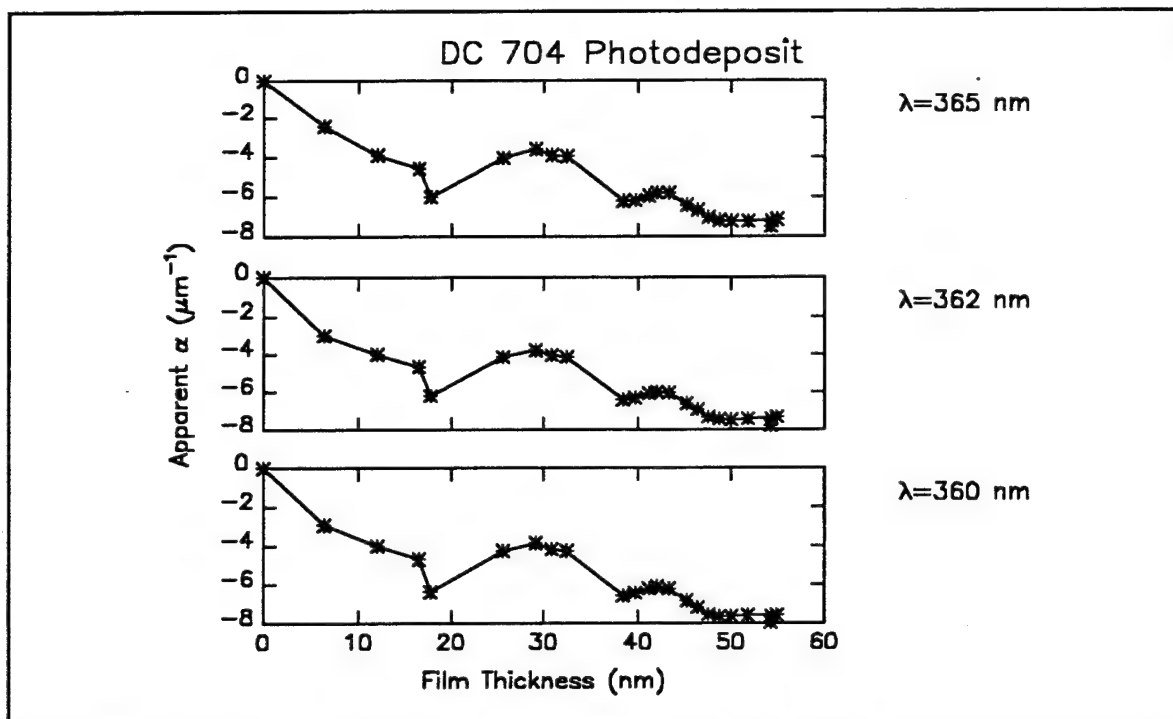 DC 704 Photodeposit
0
−2
−4
−6
−8
λ=365 nm
0
−2
−4
−6
−8
λ=362 nm
0
−2
−4
−6
−8
λ=360 nm
Apparent α (μm⁻¹)
0 10 20 30 40 50 60
Film Thickness (nm)